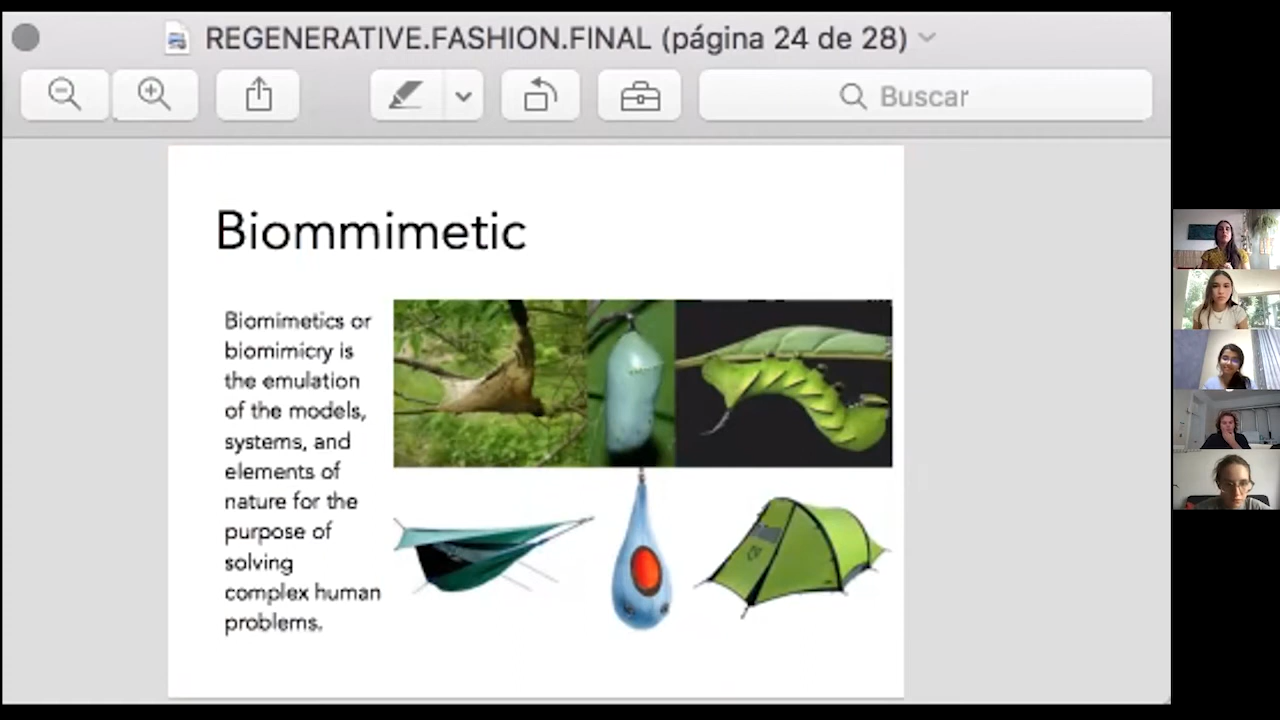 REGENERATIVE.FASHION.FINAL (página 24 de 28)
Buscar
Biommimetic
Biomimetics or
biomimicry is
the emulation
of the models,
systems, and
elements of
nature for the
purpose of
solving
complex human
problems.